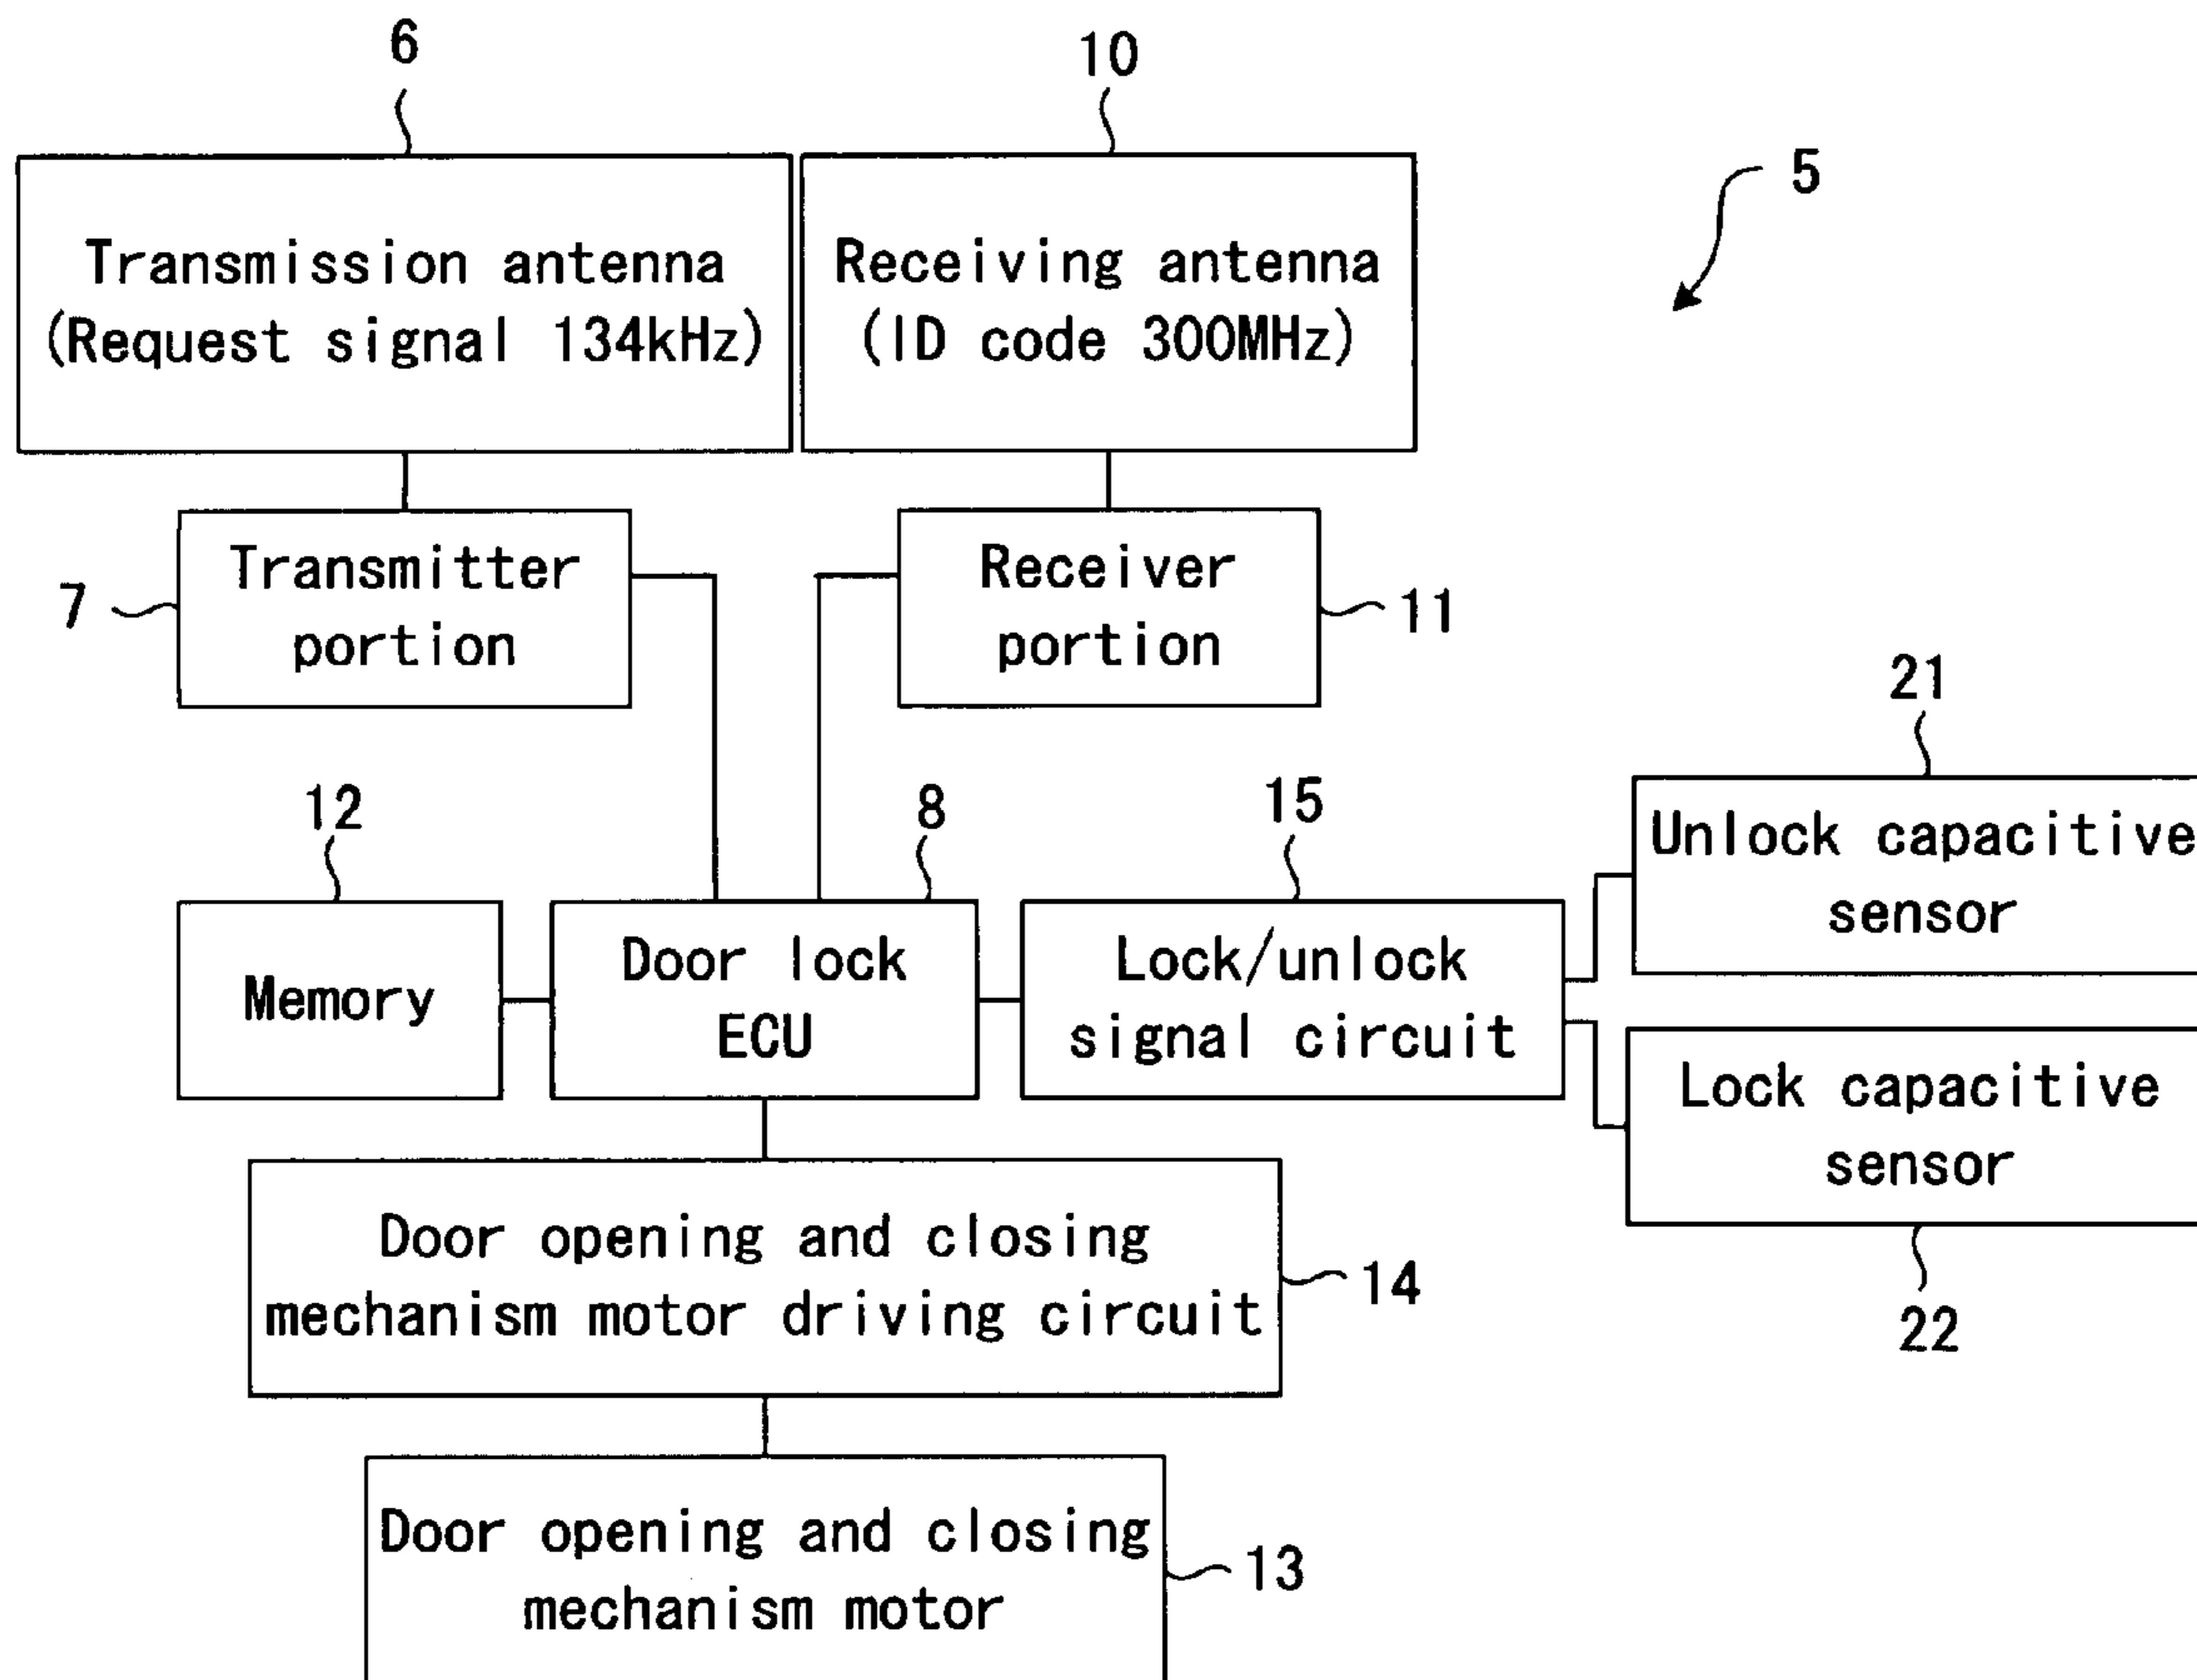 6
10
5
Transmission antenna
(Request signal 134kHz)
Receiving antenna
(ID code 300MHz)
7
Transmitter
portion
Receiver
portion
11
21
12
8
15
Unlock capacitive
sensor
Memory
Door lock
ECU
Lock/unlock
signal circuit
Lock capacitive
sensor
22
Door opening and closing
mechanism motor driving circuit
14
Door opening and closing
mechanism motor
13